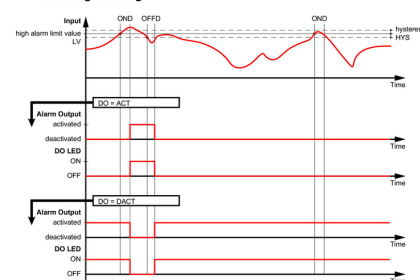 Input
OND
OFFD
OND
high alarm limit value
LV
HYS
Time
DO = ACT
Alarm Output
activated
deactivated
Time
DO LED
ON
OFF
Time
DO = DACT
Alarm Output
activated
deactivated
Time
DO LED
ON
OFF
Time